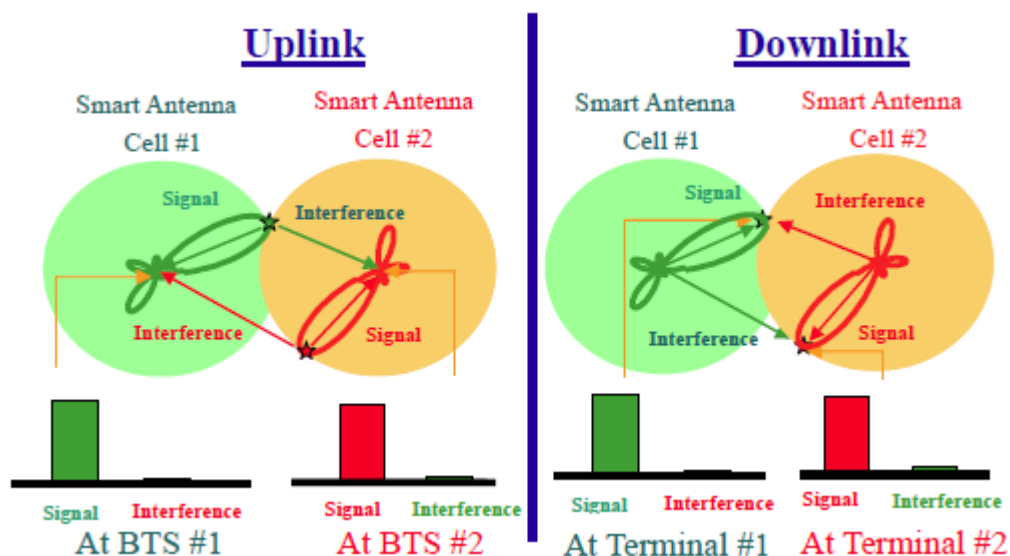 Uplink
Smart Antenna
Cell #1
Smart Antenna
Cell #2
Signal
Interference
Interference
Signal
Signal
Interference
At BTS #1
Signal
Interference
At BTS #2
Downlink
Smart Antenna
Cell #1
Smart Antenna
Cell #2
Signal
Interference
Interference
Signal
Signal
Interference
At Terminal #1
Signal
Interference
At Terminal #2